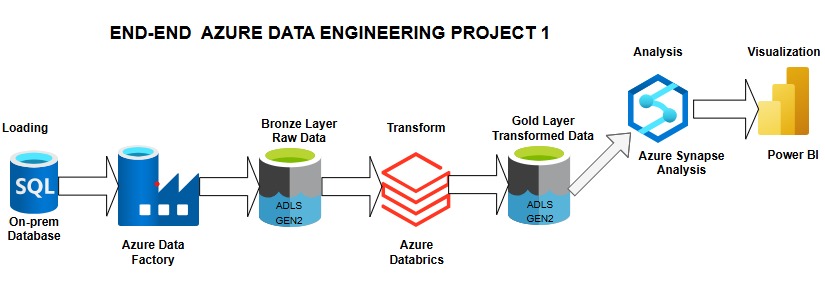 END-END AZURE DATA ENGINEERING PROJECT 1
Loading
SQL
On-prem
Database
Azure Data
Factory
Bronze Layer
Raw Data
ADLS
GEN2
Transform
Azure
Databrics
Gold Layer
Transformed Data
ADLS
GEN2
Analysis
Azure Synapse
Analysis
Visualization
Power BI